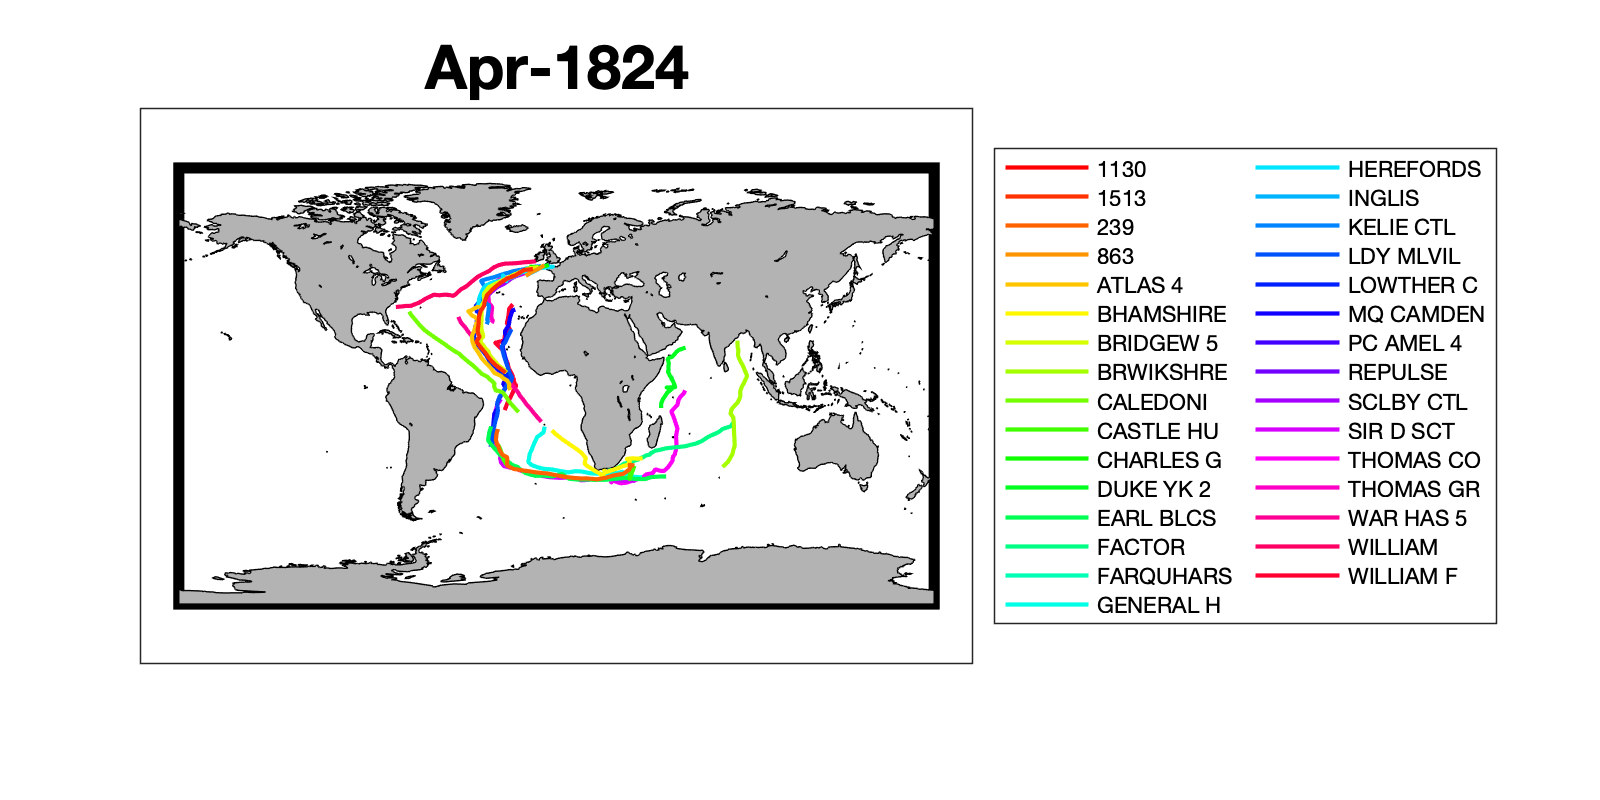 Apr-1824
1130
1513
239
863
ATLAS 4
BHAMSHIRE
BRIDGEW 5
BRWIKSHRE
CALEDONI
CASTLE HU
CHARLES G
DUKE YK 2
EARL BLCS
FACTOR
FARQUHARS
GENERAL H
HEREFORDS
INGLIS
KELIE CTL
LDY MLVIL
LOWTHER C
MQ CAMDEN
PC AMEL 4
REPULSE
SCLBY CTL
SIR D SCT
THOMAS CO
THOMAS GR
WAR HAS 5
WILLIAM
WILLIAM F